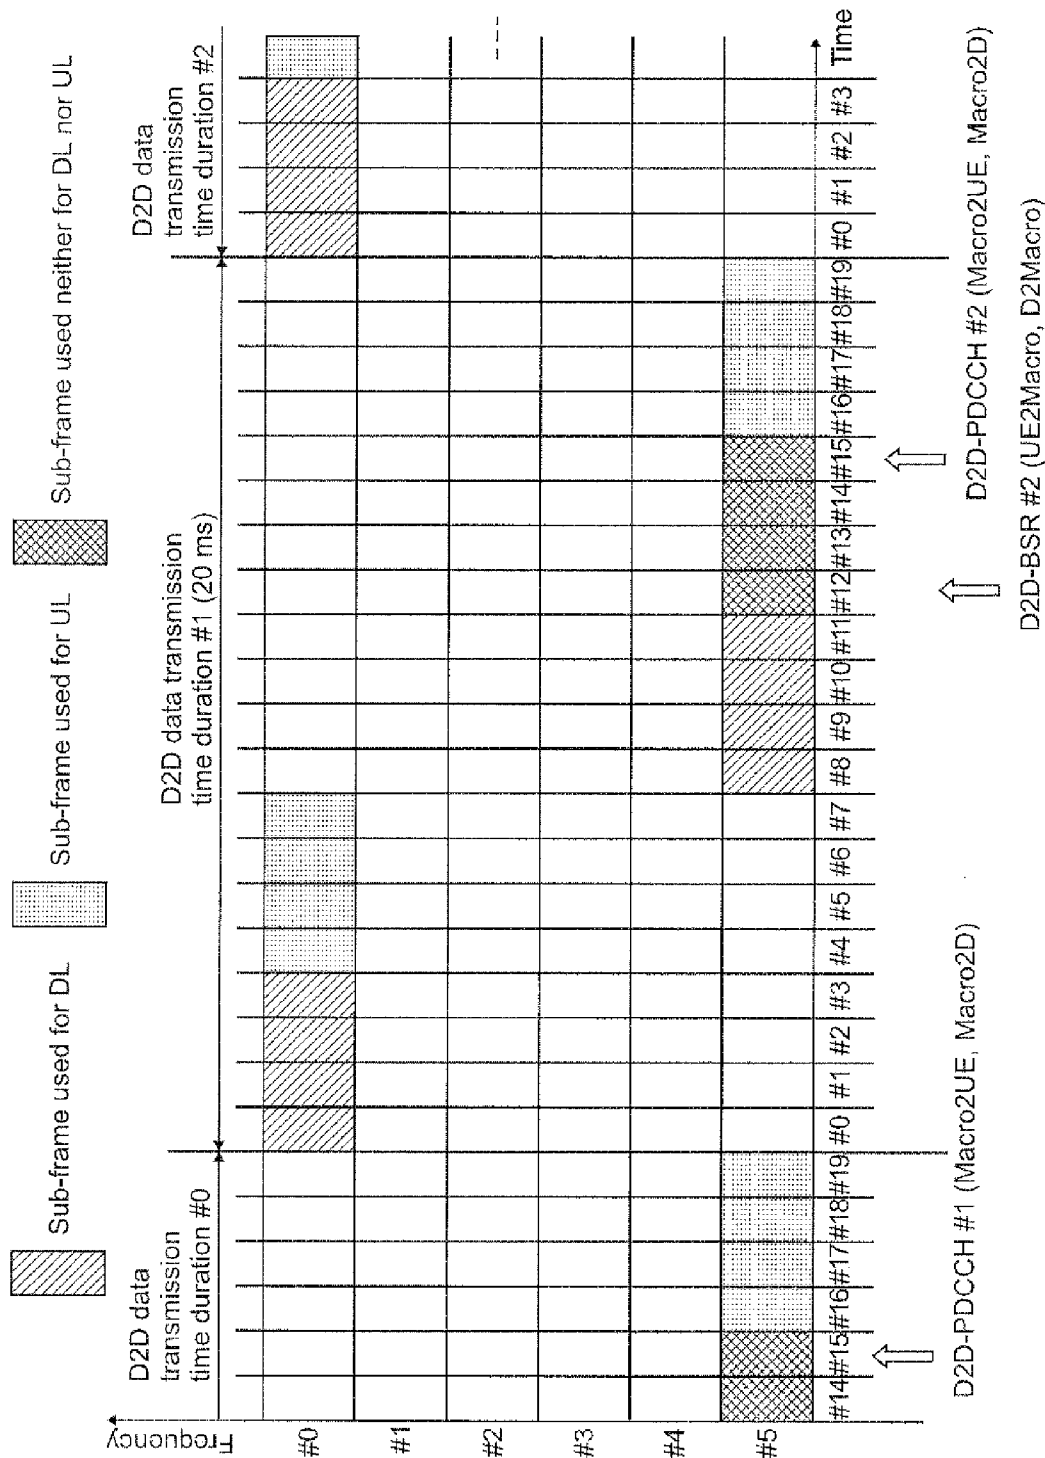 Sub-frame used for DL
Sub-frame used for UL
Sub-frame used neither for DL nor UL
D2D data
transmission
time duration #0
D2D data transmission
time duration #1 (20 ms)
D2D data
transmission
time duration #2
Frequency
#0
#1
#2
#3
#4
#5
#14 #15 #16 #17 #18 #19 #0 #1 #2 #3 #4 #5 #6 #7 #8 #9 #10 #11 #12 #13 #14 #15 #16 #17 #18 #19 #0 #1 #2 #3 Time
D2D-PDCCH #1 (Macro2UE, Macro2D)
D2D-PDCCH #2 (Macro2UE, Macro2D)
D2D-BSR #2 (UE2Macro, D2Macro)